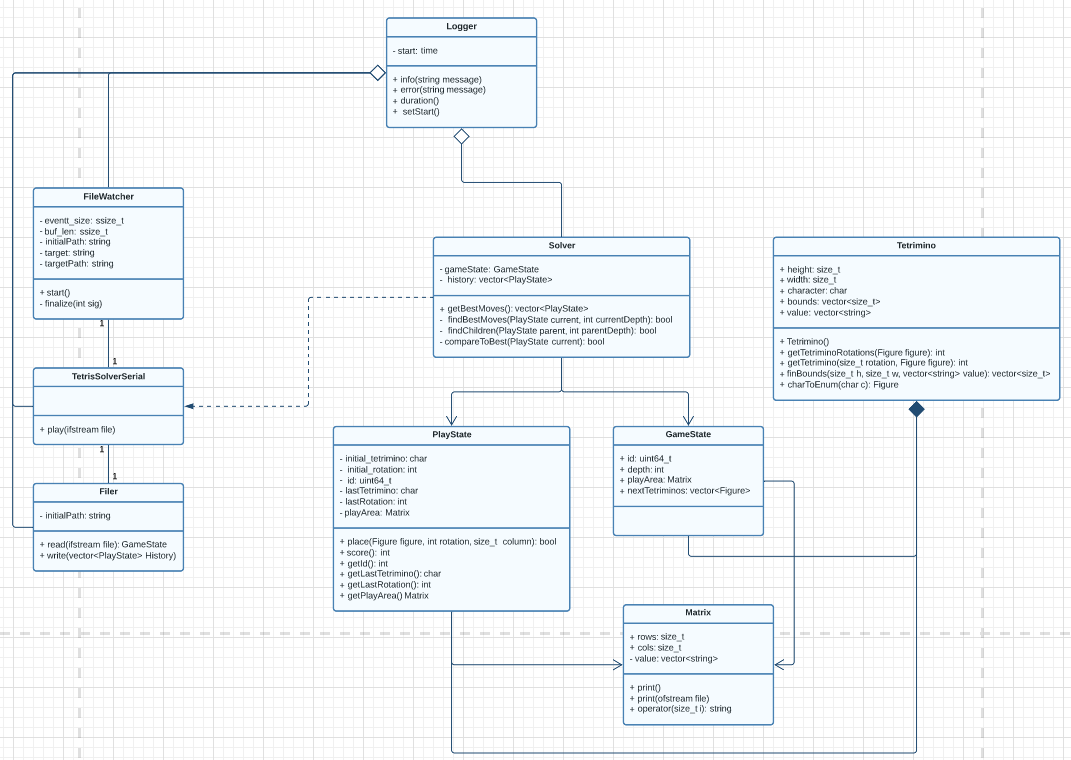 Logger
- start: time
+ info(string message)
+ error(string message)
+ duration()
+ setStart()
FileWatcher
- eventt_size: ssize_t
- buf_len: ssize_t
- initialPath: string
- target: string
- targetPath: string
+ start()
- finalize(int sig)
1
1
TetrisSolverSerial
+ play(ifstream file)
1
1
Filer
- initialPath: string
+ read(ifstream file): GameState
+ write(vector<PlayState> History)
Solver
- gameState: GameState
- history: vector<PlayState>
+ getBestMoves(): vector<PlayState>
- findBestMoves(PlayState current, int currentDepth): bool
- findChildren(PlayState parent, int parentDepth): bool
- compareToBest(PlayState current): bool
Tetrimino
+ height: size_t
+ width: size_t
+ character: char
+ bounds: vector<size_t>
+ value: vector<string>
+ Tetrimino()
+ getTetriminoRotations(Figure figure): int
+ getTetrimino(size_t rotation, Figure figure): int
+ finBounds(size_t h, size_t w, vector<string> value): vector<size_t>
+ charToEnum(char c): Figure
PlayState
- initial_tetrimino: char
- initial_rotation: int
- id: uint64_t
- lastTetrimino: char
- lastRotation: int
- playArea: Matrix
+ place(Figure figure, int rotation, size_t column): bool
+ score(): int
+ getId(): int
+ getLastTetrimino(): char
+ getLastRotation(): int
+ getPlayArea() Matrix
GameState
+ id: uint64_t
+ depth: int
+ playArea: Matrix
+ nextTetriminos: vector<Figure>
Matrix
+ rows: size_t
+ cols: size_t
- value: vector<string>
+ print()
+ print(ofstream file)
+ operator(size_t i): string